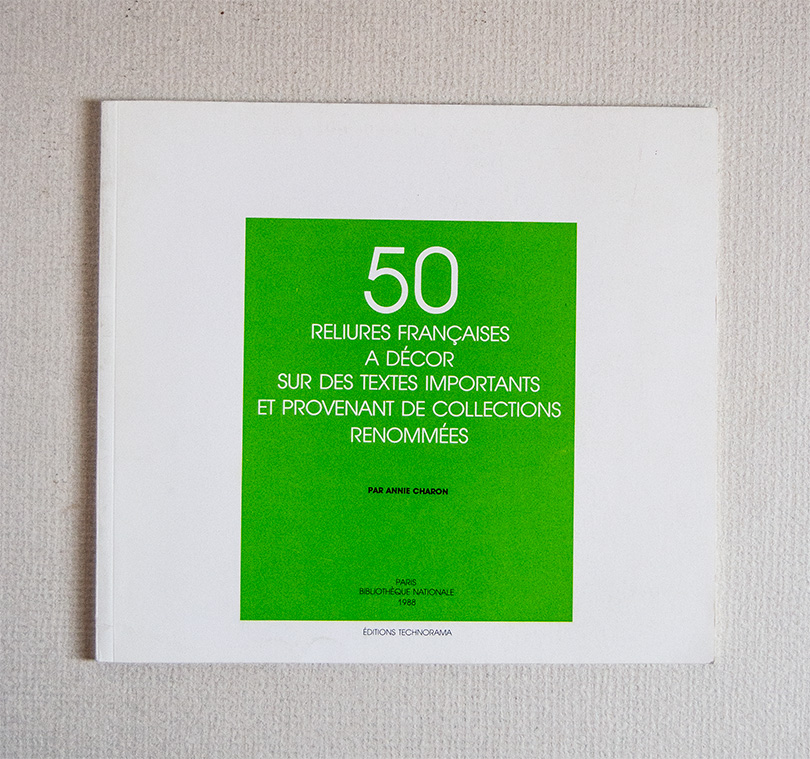 50
RELIURES FRANÇAISES
A DÉCOR
SUR DES TEXTES IMPORTANTS
ET PROVENANT DE COLLECTIONS
RENOMMÉES
PAR ANNIE CHARON
PARIS
BIBLIOTHÈQUE NATIONALE
1988
ÉDITIONS TECHNORAMA